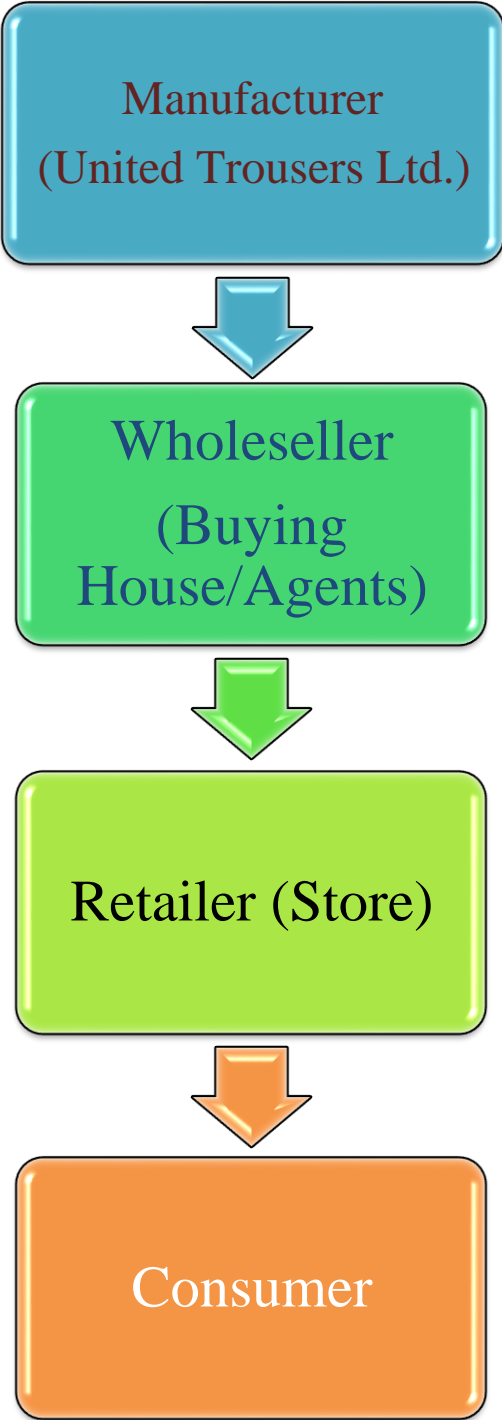 Manufacturer
(United Trousers Ltd.)
Wholeseller
(Buying
House/Agents)
Retailer (Store)
Consumer